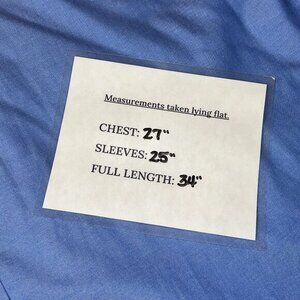 Measurements taken lying flat.
CHEST: 27"
SLEEVES: 25"
FULL LENGTH: 34"